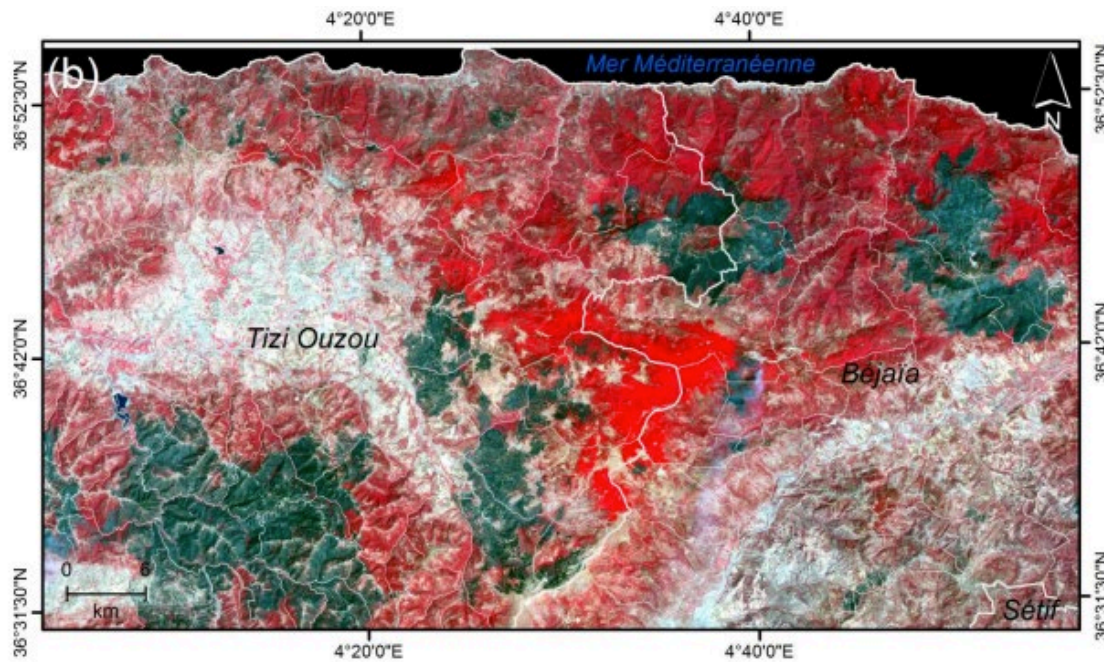 4°20'0"E
4°40'0"E
(b)
Mer Méditerranéenne
36°52'30"N
36°52'30"N
N
Tizi Ouzou
36°42'0"N
36°42'0"N
Béjaïa
0
6
km
36°31'30"N
36°31'30"N
Sétif
4°20'0"E
4°40'0"E